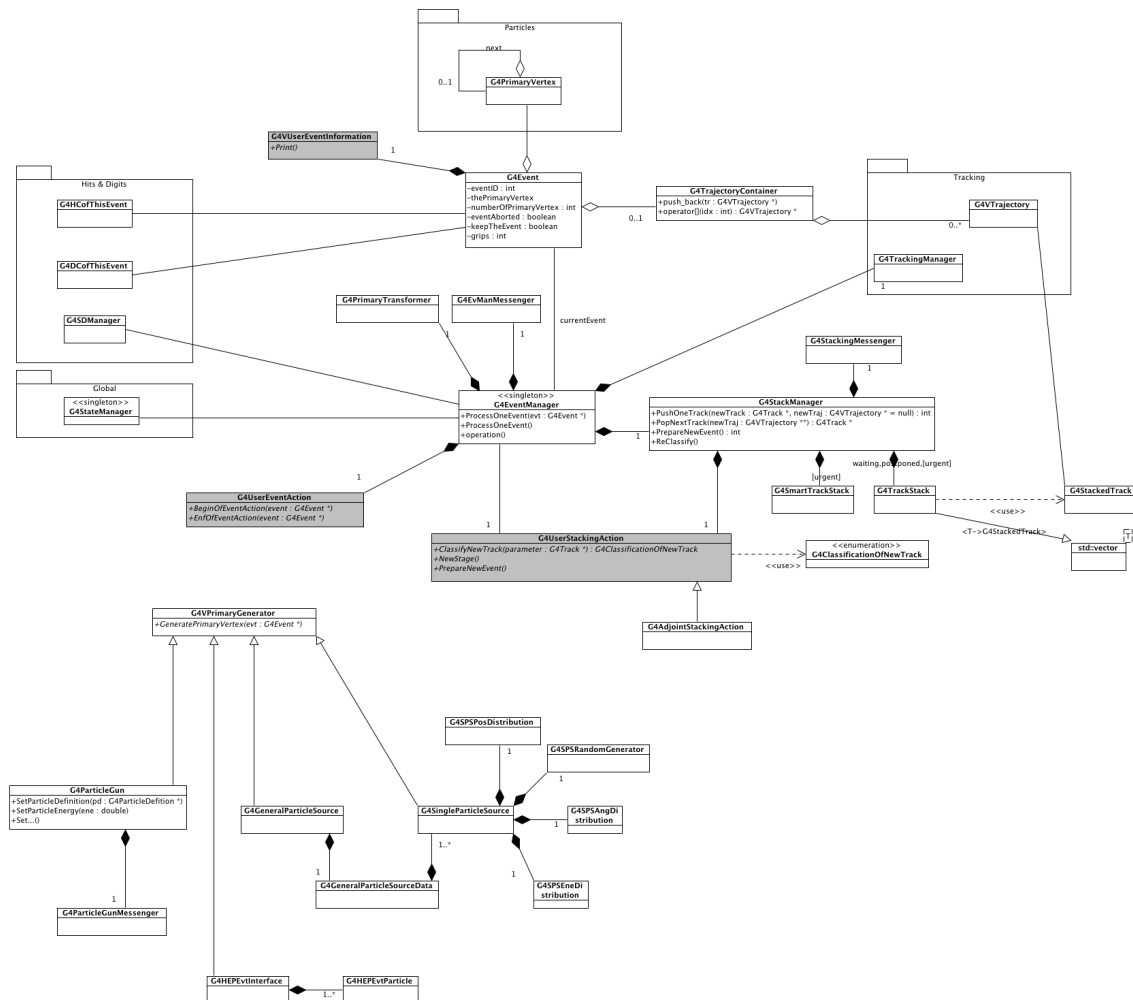 Particles
next
G4PrimaryVertex
0..1
G4VUserEventInformation
+Print()
1
G4Event
-eventID : int
-thePrimaryVertex
-numberOfPrimaryVertex : int
-eventAborted : boolean
-keepTheEvent : boolean
-grips : int
G4TrajectoryContainer
+push_back(tr : G4VTrajectory *)
+operator[](idx : int) : G4VTrajectory *
0..1
Tracking
G4VTrajectory
0..*
G4TrackingManager
1
Hits & Digits
G4HCofThisEvent
G4DCofThisEvent
G4SDManager
G4PrimaryTransformer
1
G4EvManMessenger
1
currentEvent
Global
<<singleton>>
G4StateManager
<<singleton>>
G4EventManager
+ProcessOneEvent(evt : G4Event *)
+ProcessOneEvent()
+operation()
1
G4StackingMessenger
1
G4StackManager
+PushOneTrack(newTrack : G4Track *, newTraj : G4VTrajectory * = null) : int
+PopNextTrack(newTraj : G4VTrajectory **) : G4Track *
+PrepareNewEvent() : int
+ReClassify()
waiting,postponed,[urgent]
[urgent]
G4SmartTrackStack
G4TrackStack
G4StackedTrack
<<use>>
<T->G4StackedTrack>
T
std::vector
1
G4UserEventAction
+BeginOfEventAction(event : G4Event *)
+EnfOfEventAction(event : G4Event *)
1
1
G4UserStackingAction
+ClassifyNewTrack(parameter : G4Track *) : G4ClassificationOfNewTrack
+NewStage()
+PrepareNewEvent()
<<use>>
<<enumeration>>
G4ClassificationOfNewTrack
G4AdjointStackingAction
G4VPrimaryGenerator
+GeneratePrimaryVertex(evt : G4Event *)
G4SPSPosDistribution
1
G4SPSRandomGenerator
1
G4ParticleGun
+SetParticleDefinition(pd : G4ParticleDefition *)
+SetParticleEnergy(ene : double)
+Set...()
G4GeneralParticleSource
G4SingleParticleSource
G4SPSAngDi
stribution
1
1..*
1
G4GeneralParticleSourceData
1
G4SPSEneDi
stribution
1
G4ParticleGunMessenger
G4HEPEvtInterface
1..*
G4HEPEvtParticle